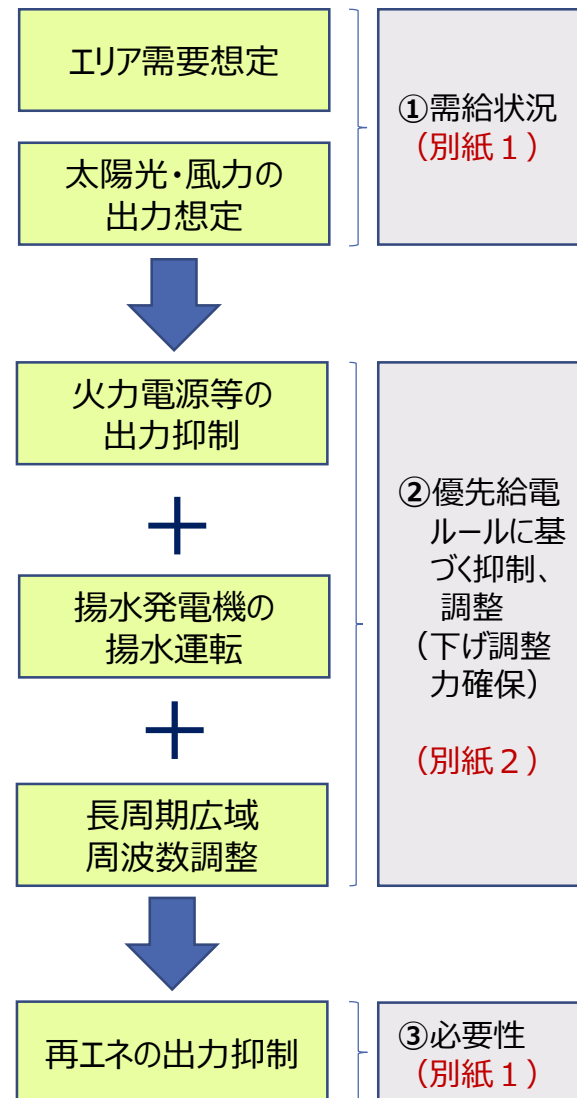 エリア需要想定
太陽光・風力の
出力想定
①需給状況
（別紙１）
火力電源等の
出力抑制
＋
揚水発電機の
揚水運転
＋
長周期広域
周波数調整
②優先給電
ルールに基
づく抑制、
調整
（下げ調整
力確保）
（別紙２）
再エネの出力抑制
③必要性
（別紙１）